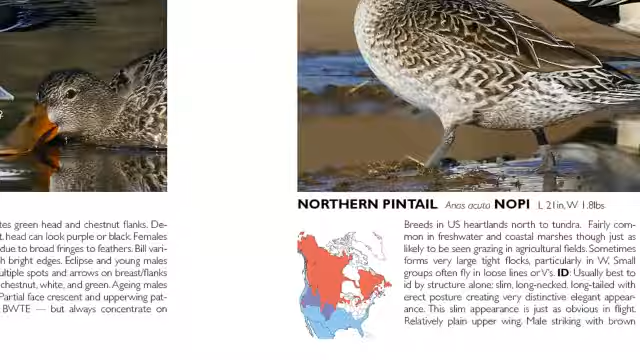 tes green head and chestnut flanks. De-
t. head can look purple or black. Females
due to broad fringes to feathers. Bill vari-
h bright edges. Eclipse and young males
ultiple spots and arrows on breast/flanks
chestnut, white, and green. Ageing males
Partial face crescent and upperwing pat-
BWTE — but always concentrate on
NORTHERN PINTAIL Anas acuta NOPI L 21in, W 1.8lbs
Breeds in US heartlands north to tundra. Fairly com-
mon in freshwater and coastal marshes though just as
likely to be seen grazing in agricultural fields. Sometimes
forms very large tight flocks, particularly in W. Small
groups often fly in loose lines or V's. ID: Usually best to
id by structure alone; slim, long-necked, long-tailed with
erect posture creating very distinctive elegant appear-
ance. This slim appearance is just as obvious in flight.
Relatively plain upper wing. Male striking with brown